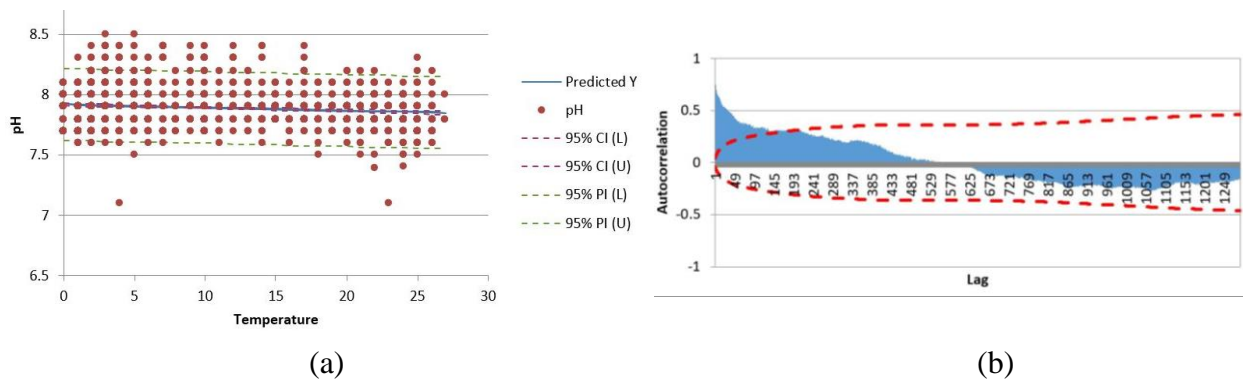 8.5
8
7.5
7
6.5
pH
0 5 10 15 20 25 30
Temperature
Predicted Y
pH
95% CI (L)
95% CI (U)
95% PI (L)
95% PI (U)
(a)
1
0.5
0
-0.5
-1
Autocorrelation
1 49 97 145 193 241 289 337 385 433 481 529 577 625 673 721 769 817 865 913 961 1009 1057 1105 1153 1201 1249
Lag
(b)